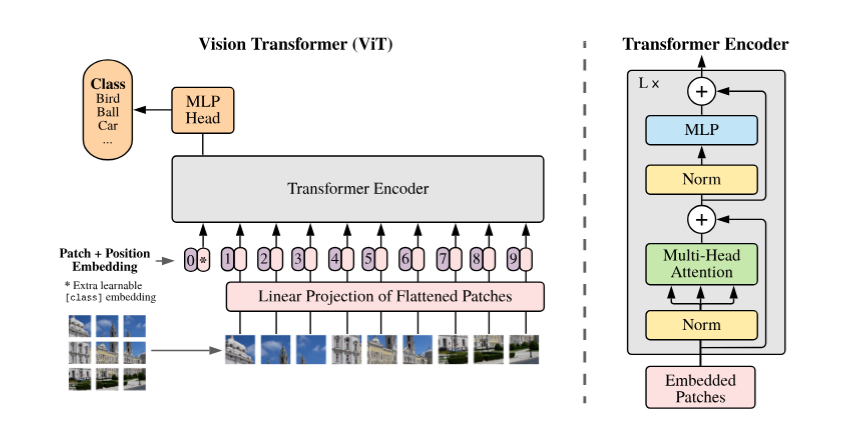 Vision Transformer (ViT)
Class
Bird
Ball
Car
...
MLP
Head
Transformer Encoder
Patch + Position
Embedding
* Extra learnable
[class] embedding
0 * 1 2 3 4 5 6 7 8 9
Linear Projection of Flattened Patches
Transformer Encoder
L x
+
MLP
Norm
+
Multi-Head
Attention
Norm
Embedded
Patches